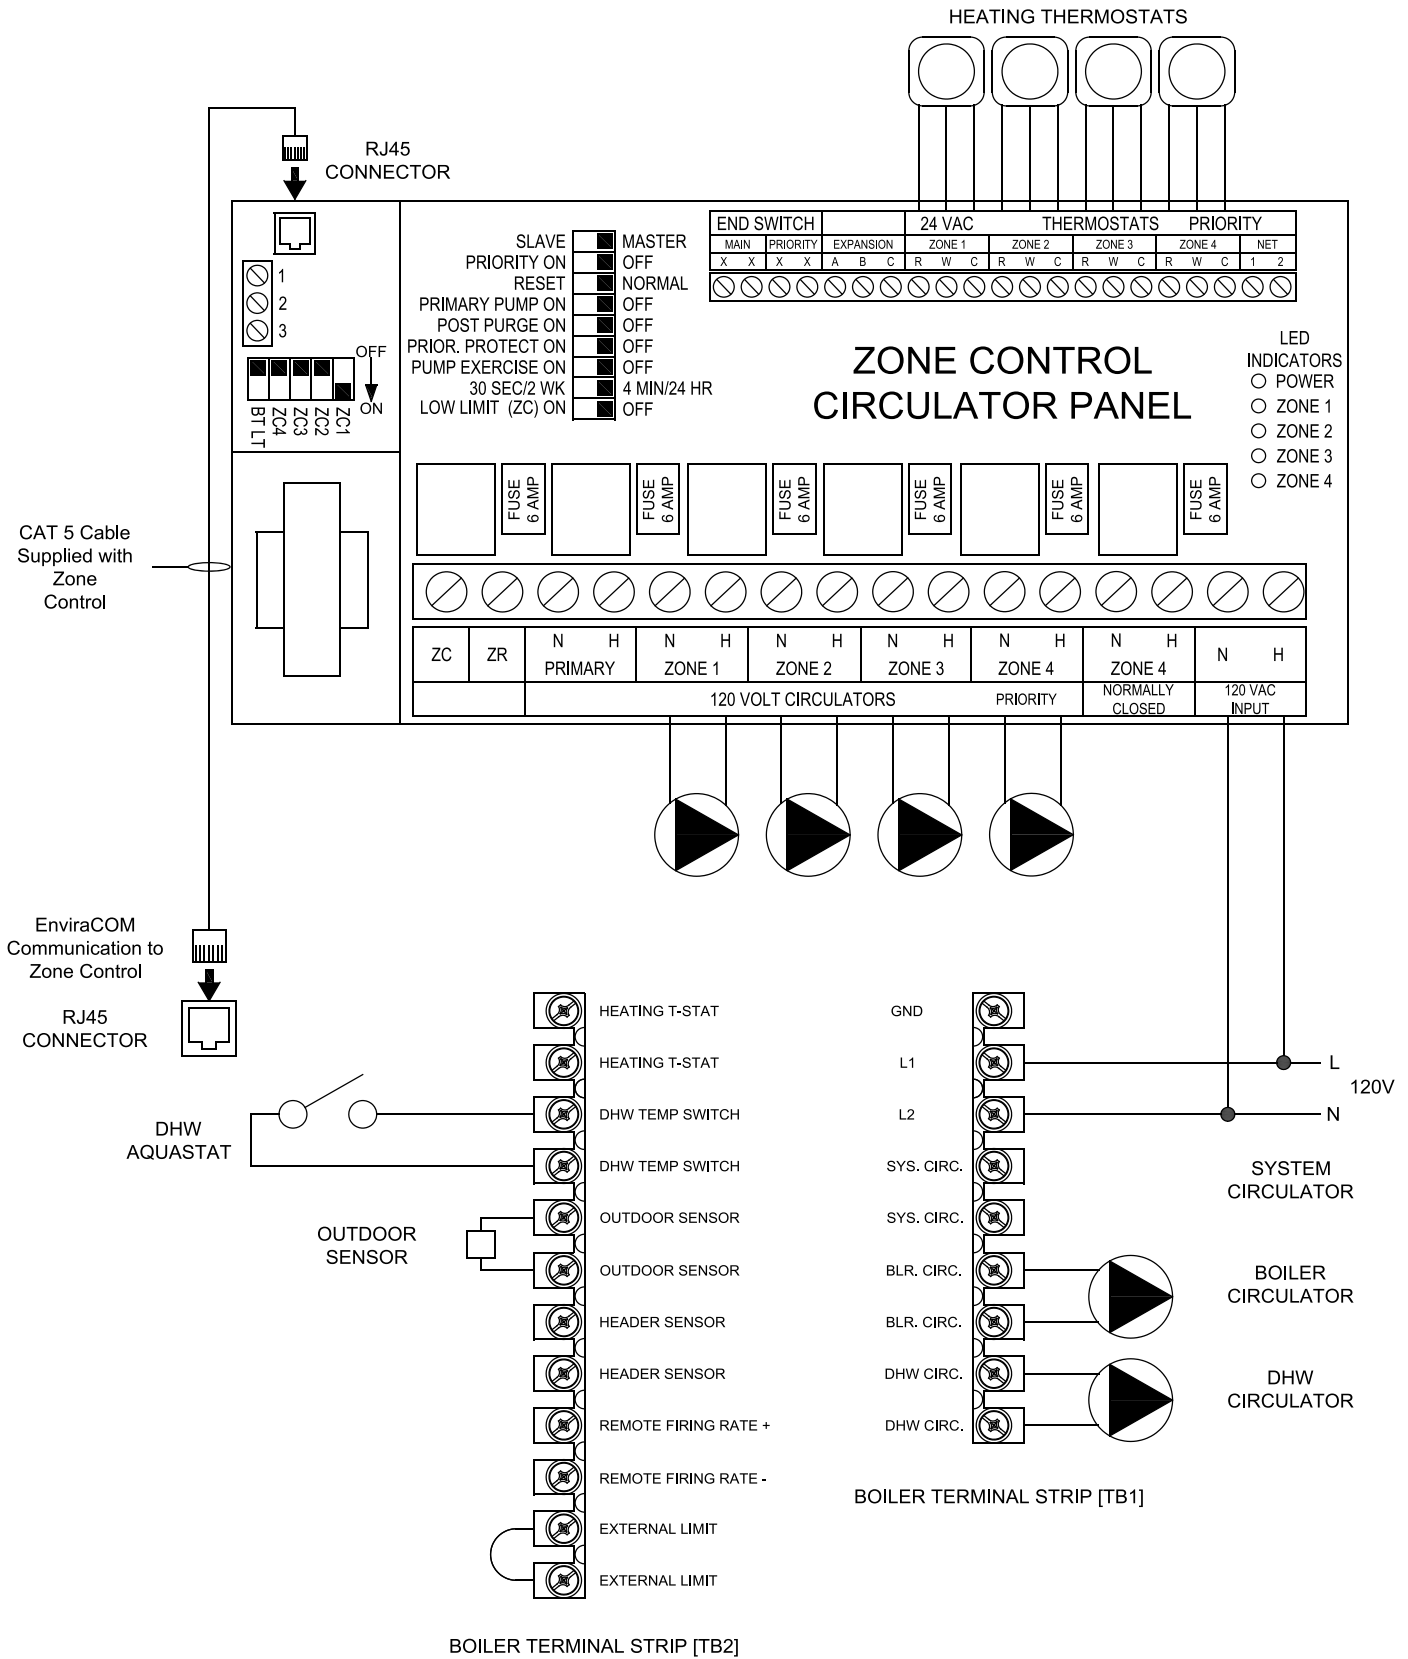 HEATING THERMOSTATS
RJ45
CONNECTOR
1
2
3
OFF
ON
BT LT
ZC4
ZC3
ZC2
ZC1
SLAVE MASTER
PRIORITY ON OFF
RESET NORMAL
PRIMARY PUMP ON OFF
POST PURGE ON OFF
PRIOR. PROTECT ON OFF
PUMP EXERCISE ON OFF
30 SEC/2 WK 4 MIN/24 HR
LOW LIMIT (ZC) ON OFF
END SWITCH 24 VAC THERMOSTATS PRIORITY
MAIN PRIORITY EXPANSION ZONE 1 ZONE 2 ZONE 3 ZONE 4 NET
X X X X A B C R W C R W C R W C R W C 1 2
ZONE CONTROL
CIRCULATOR PANEL
LED
INDICATORS
POWER
ZONE 1
ZONE 2
ZONE 3
ZONE 4
FUSE
6 AMP
FUSE
6 AMP
FUSE
6 AMP
FUSE
6 AMP
FUSE
6 AMP
FUSE
6 AMP
CAT 5 Cable
Supplied with
Zone
Control
ZC ZR N H N H N H N H N H N H N H
PRIMARY ZONE 1 ZONE 2 ZONE 3 ZONE 4 ZONE 4
120 VOLT CIRCULATORS PRIORITY
NORMALLY
CLOSED
120 VAC
INPUT
EnviraCOM
Communication to
Zone Control
RJ45
CONNECTOR
DHW
AQUASTAT
OUTDOOR
SENSOR
HEATING T-STAT
HEATING T-STAT
DHW TEMP SWITCH
DHW TEMP SWITCH
OUTDOOR SENSOR
OUTDOOR SENSOR
HEADER SENSOR
HEADER SENSOR
REMOTE FIRING RATE +
REMOTE FIRING RATE -
EXTERNAL LIMIT
EXTERNAL LIMIT
BOILER TERMINAL STRIP [TB2]
GND
L1
L2
SYS. CIRC.
SYS. CIRC.
BLR. CIRC.
BLR. CIRC.
DHW CIRC.
DHW CIRC.
BOILER TERMINAL STRIP [TB1]
L
120V
N
SYSTEM
CIRCULATOR
BOILER
CIRCULATOR
DHW
CIRCULATOR